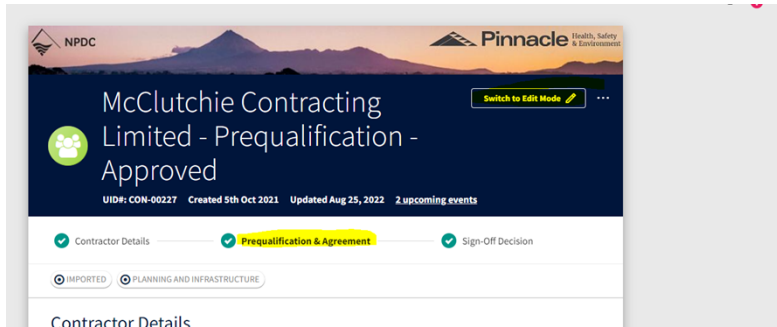 NPDC
Pinnacle Health, Safety & Environment
McClutchie Contracting
Limited - Prequalification -
Approved
Switch to Edit Mode
UID#: CON-00227 Created 5th Oct 2021 Updated Aug 25, 2022 2 upcoming events
Contractor Details Prequalification & Agreement Sign-Off Decision
IMPORTED PLANNING AND INFRASTRUCTURE
Contractor Details